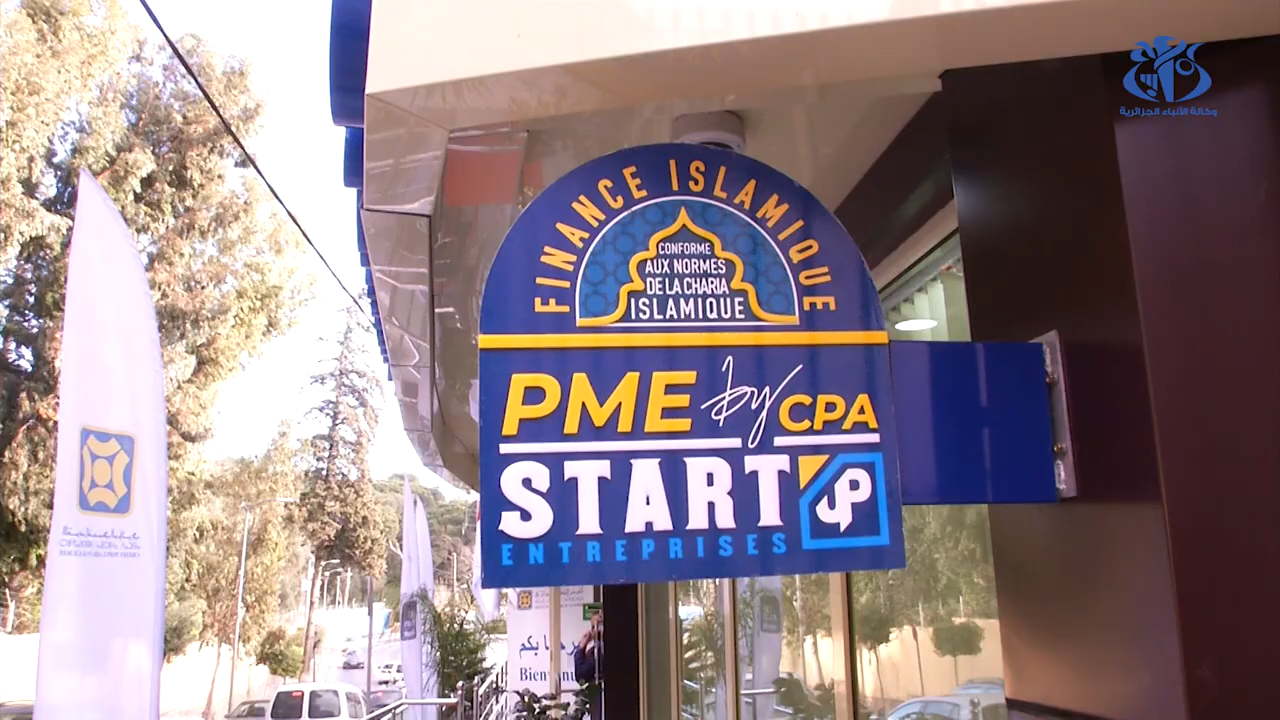 وكالة الأنباء الجزائرية
FINANCE ISLAMIQUE
CONFORME
AUX NORMES
DE LA CHARIA
ISLAMIQUE
PME by CPA
START UP
ENTREPRISES